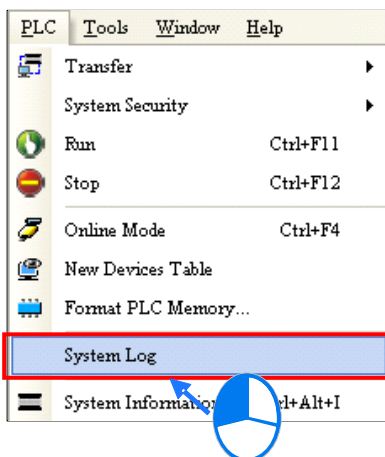 PLC Tools Window Help
Transfer
System Security
Run Ctrl+F11
Stop Ctrl+F12
Online Mode Ctrl+F4
New Devices Table
Format PLC Memory...
System Log
System Information rl+Alt+I